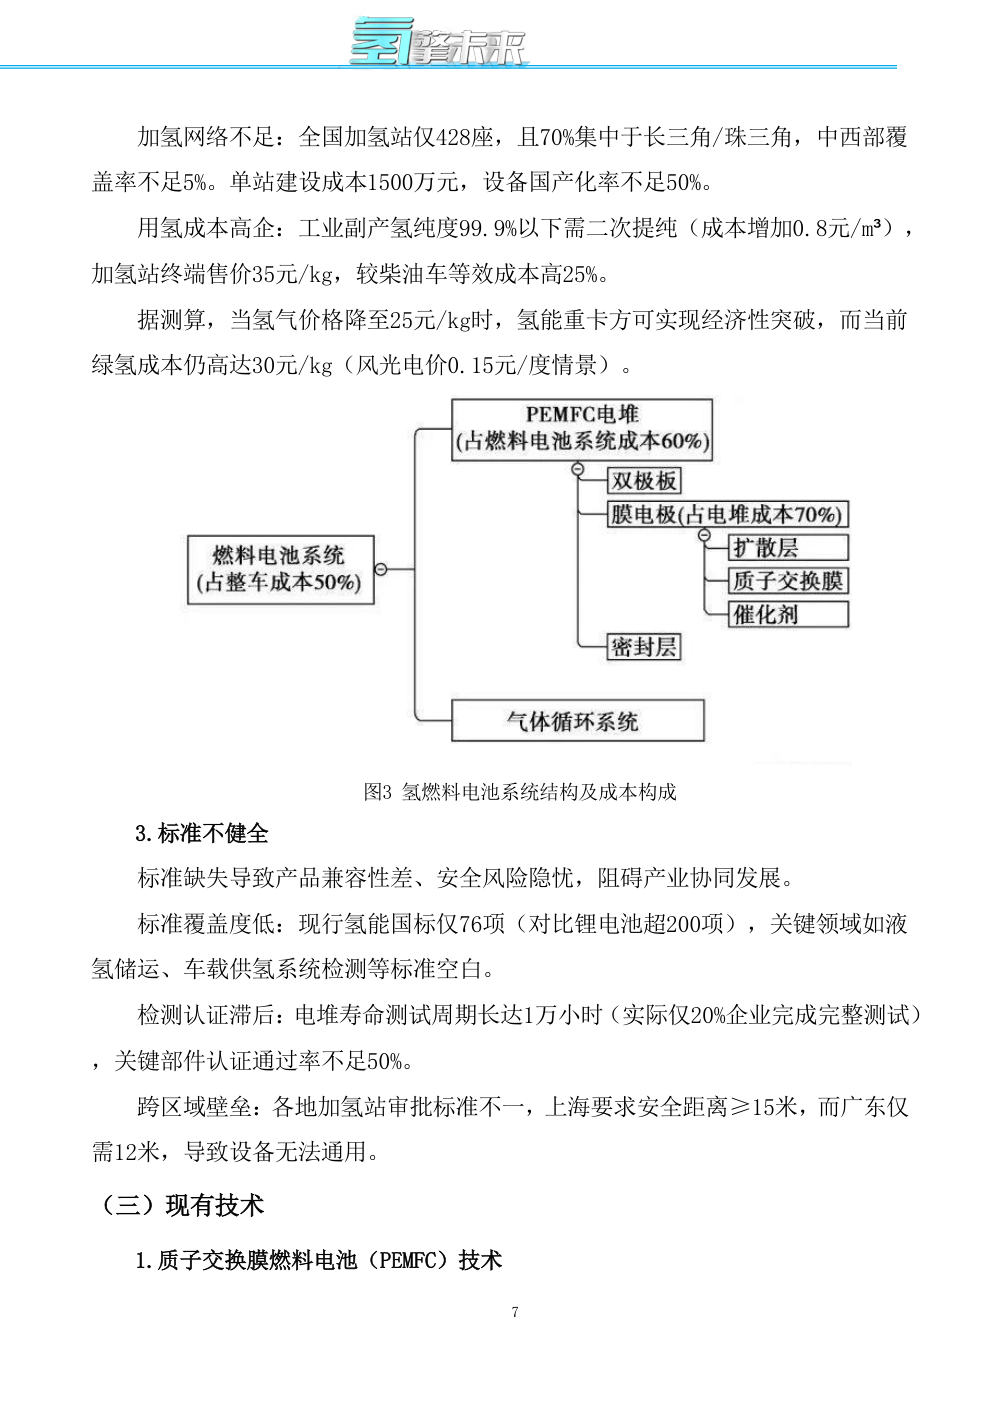 氢擎未来
加氢网络不足：全国加氢站仅428座，且70%集中于长三角/珠三角，中西部覆
盖率不足5%。单站建设成本1500万元，设备国产化率不足50%。
用氢成本高企：工业副产氢纯度99.9%以下需二次提纯（成本增加0.8元/m³），
加氢站终端售价35元/kg，较柴油车等效成本高25%。
据测算，当氢气价格降至25元/kg时，氢能重卡方可实现经济性突破，而当前
绿氢成本仍高达30元/kg（风光电价0.15元/度情景）。
PEMFC电堆
(占燃料电池系统成本60%)
双极板
膜电极(占电堆成本70%)
扩散层
燃料电池系统
(占整车成本50%)
质子交换膜
催化剂
密封层
气体循环系统
图3 氢燃料电池系统结构及成本构成
3.标准不健全
标准缺失导致产品兼容性差、安全风险隐忧，阻碍产业协同发展。
标准覆盖度低：现行氢能国标仅76项（对比锂电池超200项），关键领域如液
氢储运、车载供氢系统检测等标准空白。
检测认证滞后：电堆寿命测试周期长达1万小时（实际仅20%企业完成完整测试）
，关键部件认证通过率不足50%。
跨区域壁垒：各地加氢站审批标准不一，上海要求安全距离≥15米，而广东仅
需12米，导致设备无法通用。
（三）现有技术
1.质子交换膜燃料电池（PEMFC）技术
7